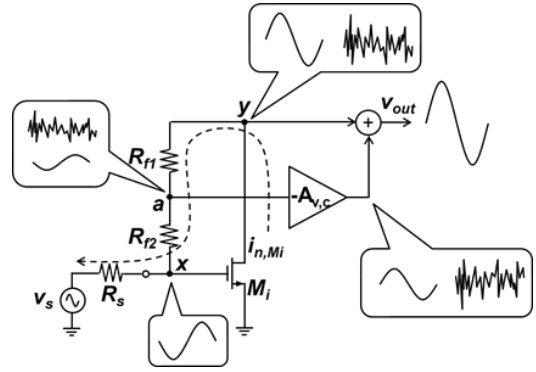 y
v_out
+
R_f1
a
-A_v,c
R_f2
i_n,Mi
x
v_s
R_s
M_i